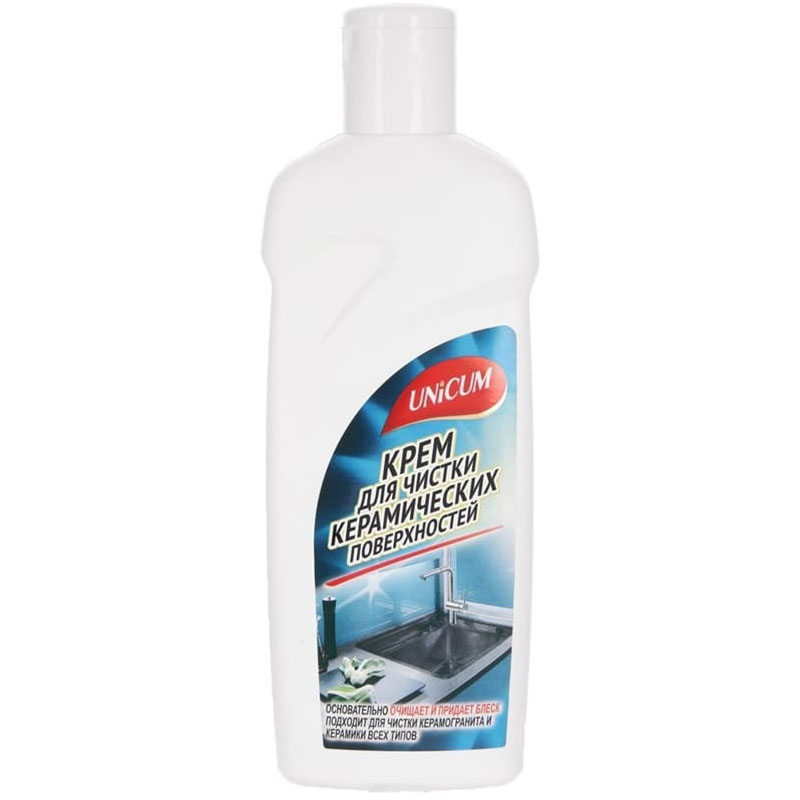 UNiCUM
КРЕМ
ДЛЯ ЧИСТКИ
КЕРАМИЧЕСКИХ
ПОВЕРХНОСТЕЙ
ОСНОВАТЕЛЬНО ОЧИЩАЕТ И ПРИДАЕТ БЛЕСК
ПОДХОДИТ ДЛЯ ЧИСТКИ КЕРАМОГРАНИТА И
КЕРАМИКИ ВСЕХ ТИПОВ